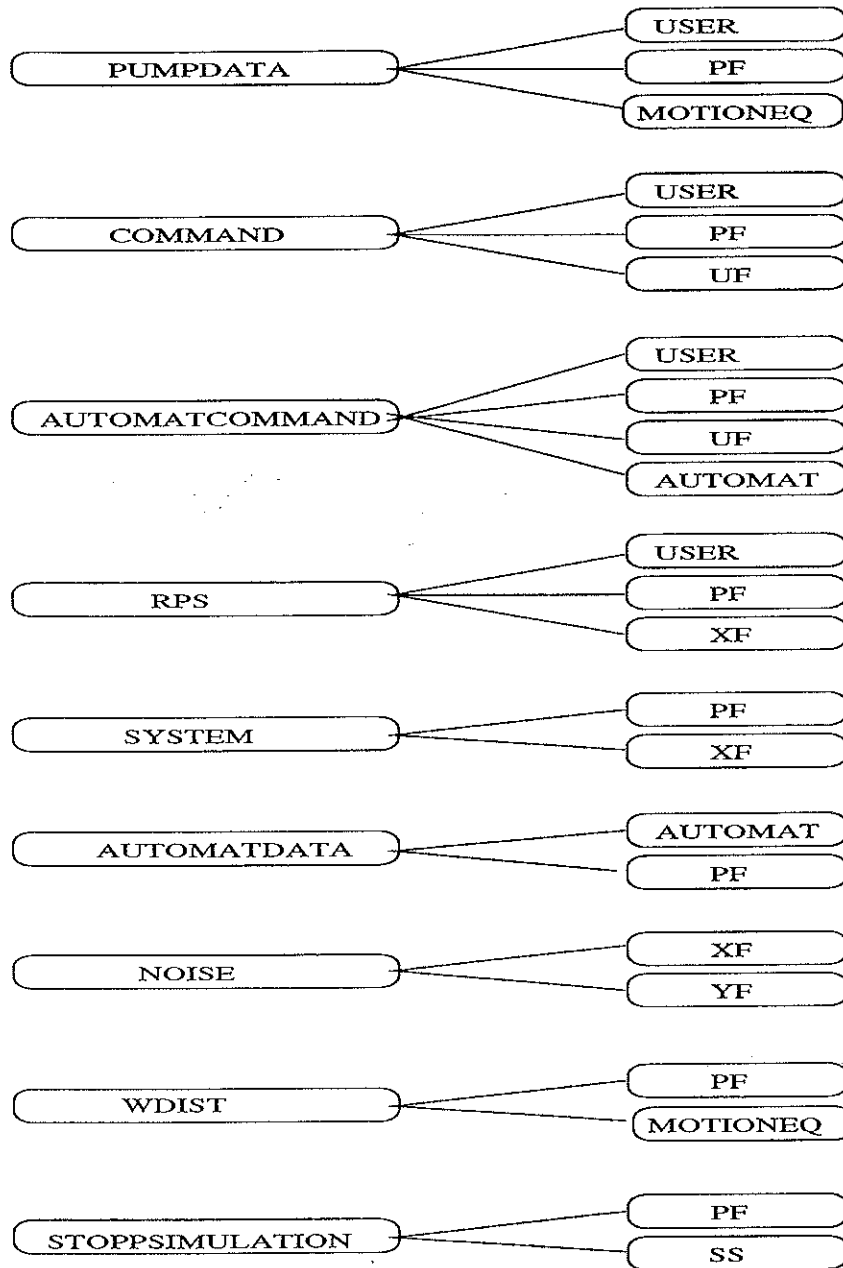 USER
PUMPDATA
PF
MOTIONEQ
USER
COMMAND
PF
UF
USER
PF
AUTOMATCOMMAND
UF
AUTOMAT
USER
RPS
PF
XF
PF
SYSTEM
XF
AUTOMAT
AUTOMATDATA
PF
XF
NOISE
YF
PF
WDIST
MOTIONEQ
PF
STOPPSIMULATION
SS